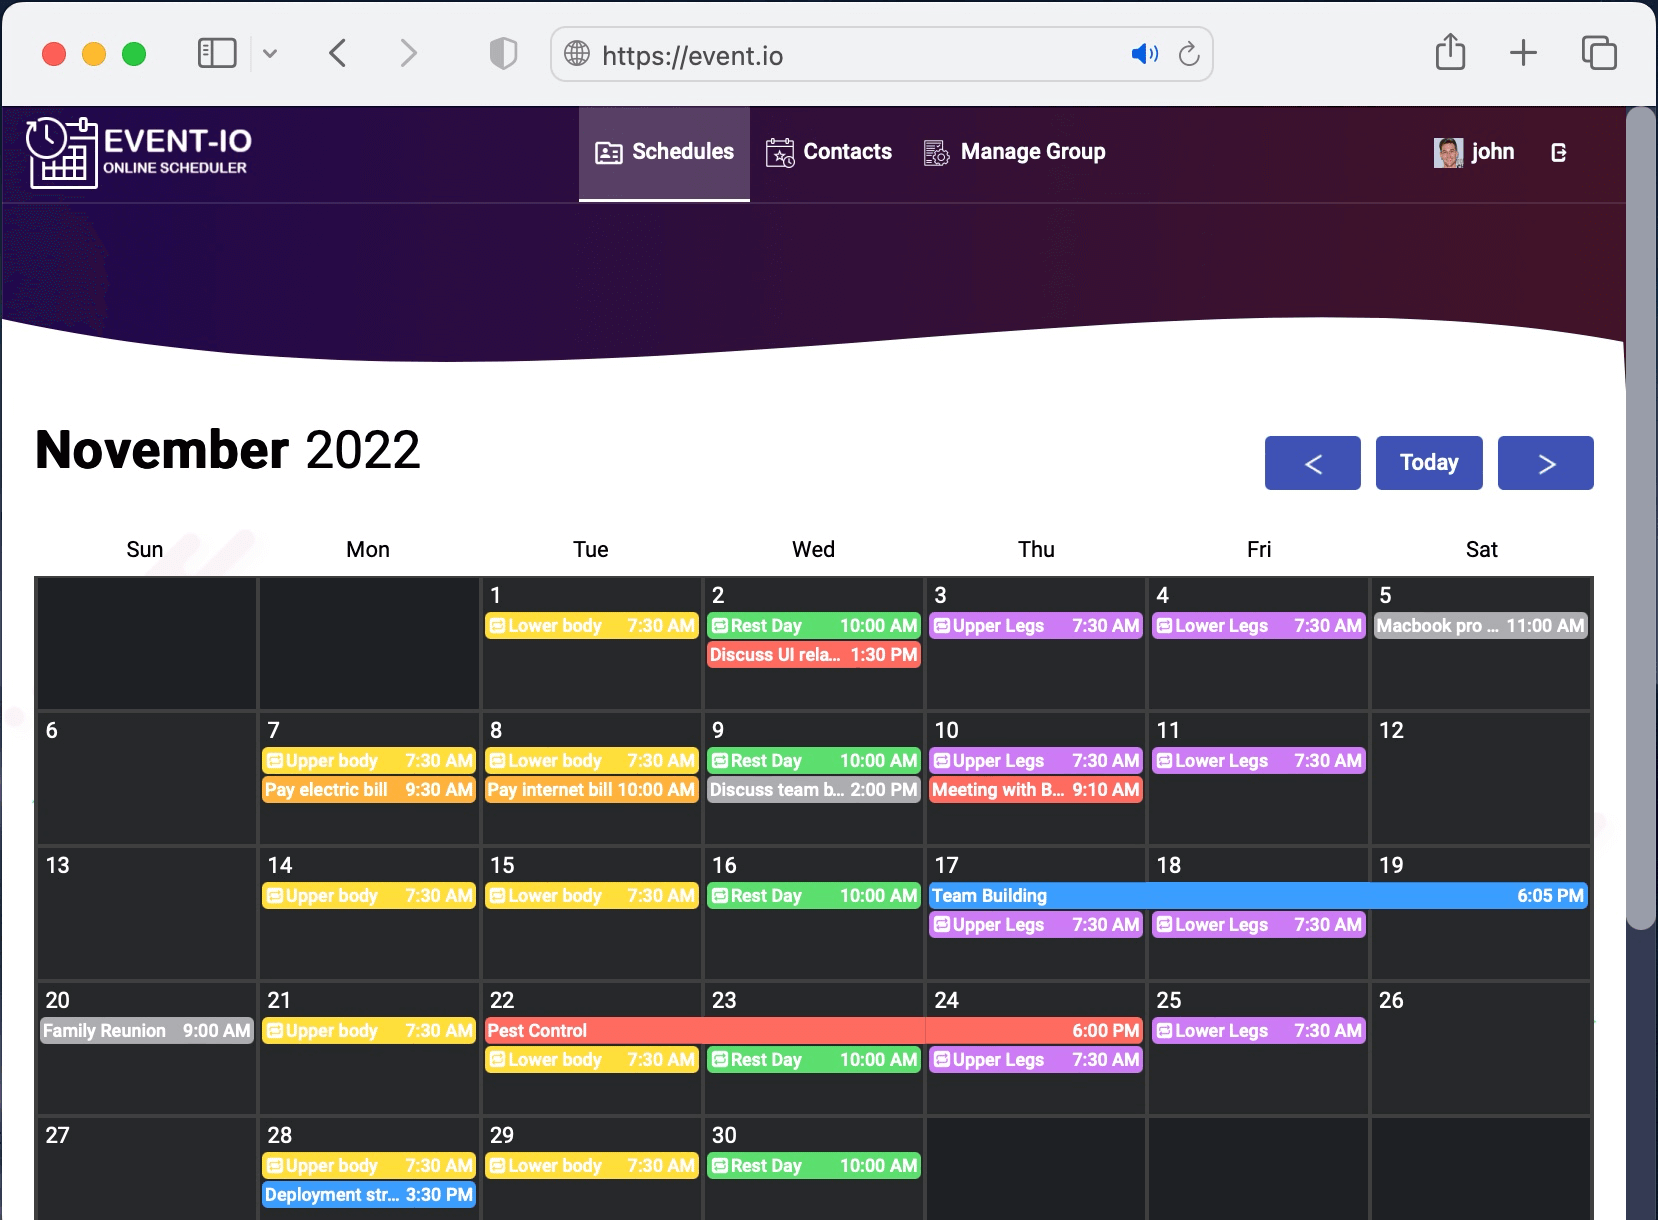 https://event.io
EVENT-IO
ONLINE SCHEDULER
Schedules
Contacts
Manage Group
john
November 2022
<
Today
>
Sun Mon Tue Wed Thu Fri Sat
1 2 3 4 5
Lower body 7:30 AM Rest Day 10:00 AM Upper Legs 7:30 AM Lower Legs 7:30 AM Macbook pro ... 11:00 AM
Discuss UI rela... 1:30 PM
6 7 8 9 10 11 12
Upper body 7:30 AM Lower body 7:30 AM Rest Day 10:00 AM Upper Legs 7:30 AM Lower Legs 7:30 AM
Pay electric bill 9:30 AM Pay internet bill 10:00 AM Discuss team b... 2:00 PM Meeting with B... 9:10 AM
13 14 15 16 17 18 19
Upper body 7:30 AM Lower body 7:30 AM Rest Day 10:00 AM Team Building 6:05 PM
Upper Legs 7:30 AM Lower Legs 7:30 AM
20 21 22 23 24 25 26
Family Reunion 9:00 AM Upper body 7:30 AM Pest Control 6:00 PM Lower Legs 7:30 AM
Lower body 7:30 AM Rest Day 10:00 AM Upper Legs 7:30 AM
27 28 29 30
Upper body 7:30 AM Lower body 7:30 AM Rest Day 10:00 AM
Deployment str... 3:30 PM